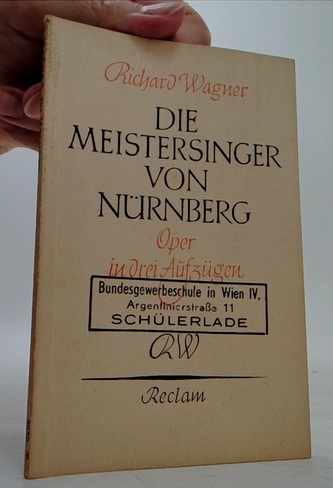 Richard Wagner
DIE
MEISTERSINGER
VON
NÜRNBERG
Oper
in drei Aufzügen
Bundesgewerbeschule in Wien IV,
Argentinierstraße 11
SCHÜLERLADE
RW
Reclam